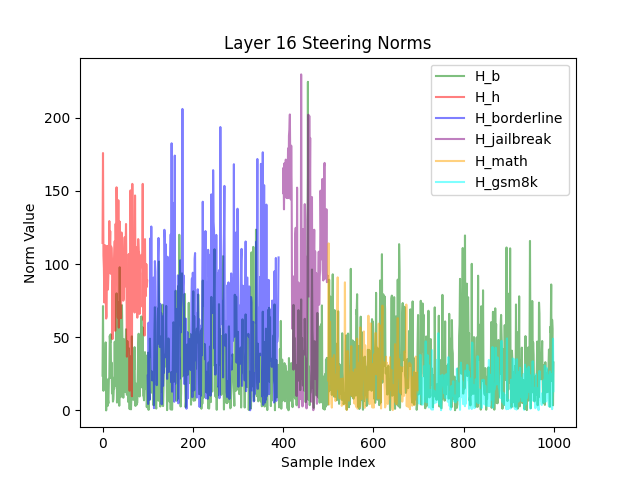 Layer 16 Steering Norms
H_b
H_h
H_borderline
H_jailbreak
H_math
H_gsm8k
Norm Value
200
150
100
50
0
0
200
400
600
800
1000
Sample Index